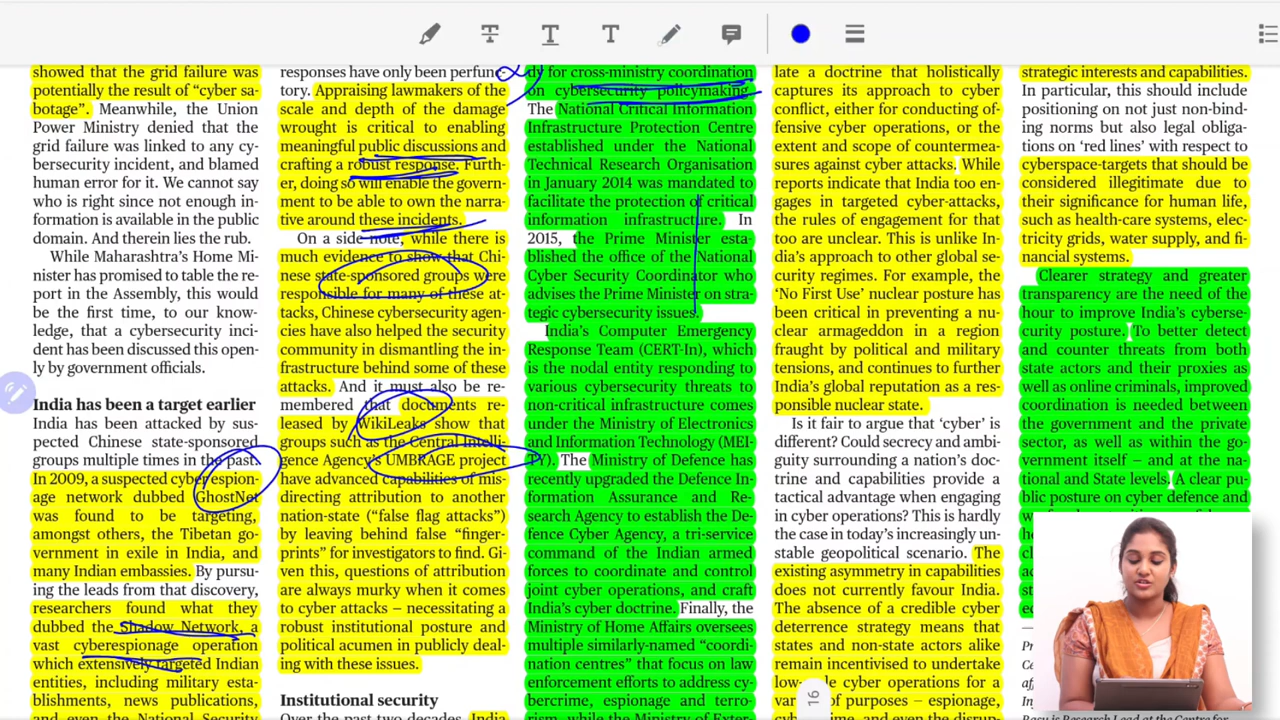 showed that the grid failure was
potentially the result of “cyber sa-
botage”. Meanwhile, the Union
Power Ministry denied that the
grid failure was linked to any cy-
bersecurity incident, and blamed
human error for it. We cannot say
who is right since not enough in-
formation is available in the public
domain. And therein lies the rub.
While Maharashtra’s Home Mi-
nister has promised to table the re-
port in the Assembly, this would
be the first time, to our know-
ledge, that a cybersecurity inci-
dent has been discussed this open-
ly by government officials.
India has been a target earlier
India has been attacked by sus-
pected Chinese state-sponsored
groups multiple times in the past.
In 2009, a suspected cyber espion-
age network dubbed GhostNet
was found to be targeting,
amongst others, the Tibetan go-
vernment in exile in India, and
many Indian embassies. By pursu-
ing the leads from that discovery,
researchers found what they
dubbed the Shadow Network, a
vast cyberespionage operation
which extensively targeted Indian
entities, including military esta-
blishments, news publications,
and even the National Security
responses have only been perfunc-
tory. Appraising lawmakers of the
scale and depth of the damage
wrought is critical to enabling
meaningful public discussions and
crafting a robust response. Furth-
er, doing so will enable the govern-
ment to be able to own the narra-
tive around these incidents.
On a side note, while there is
much evidence to show that Chi-
nese state-sponsored groups were
responsible for many of these at-
tacks, Chinese cybersecurity agen-
cies have also helped the security
community in dismantling the in-
frastructure behind some of these
attacks. And it must also be re-
membered that documents re-
leased by WikiLeaks show that
groups such as the Central Intelli-
gence Agency’s UMBRAGE project
have advanced capabilities of mis-
directing attribution to another
nation-state (“false flag attacks”)
by leaving behind false “finger-
prints” for investigators to find. Gi-
ven this, questions of attribution
are always murky when it comes
to cyber attacks – necessitating a
robust institutional posture and
political acumen in publicly deal-
ing with these issues.
Institutional security
Over the past two decades, India
dy for cross-ministry coordination
on cybersecurity policymaking.
The National Critical Information
Infrastructure Protection Centre
established under the National
Technical Research Organisation
in January 2014 was mandated to
facilitate the protection of critical
information infrastructure. In
2015, the Prime Minister esta-
blished the office of the National
Cyber Security Coordinator who
advises the Prime Minister on stra-
tegic cybersecurity issues.
India’s Computer Emergency
Response Team (CERT-In), which
is the nodal entity responding to
various cybersecurity threats to
non-critical infrastructure comes
under the Ministry of Electronics
and Information Technology (MEI-
TY). The Ministry of Defence has
recently upgraded the Defence In-
formation Assurance and Re-
search Agency to establish the De-
fence Cyber Agency, a tri-service
command of the Indian armed
forces to coordinate and control
joint cyber operations, and craft
India’s cyber doctrine. Finally, the
Ministry of Home Affairs oversees
multiple similarly-named “coordi-
nation centres” that focus on law
enforcement efforts to address cy-
bercrime, espionage and terro-
rism, while the Ministry of Exter-
late a doctrine that holistically
captures its approach to cyber
conflict, either for conducting of-
fensive cyber operations, or the
extent and scope of countermea-
sures against cyber attacks. While
reports indicate that India too en-
gages in targeted cyber-attacks,
the rules of engagement for that
too are unclear. This is unlike In-
dia’s approach to other global se-
curity regimes. For example, the
‘No First Use’ nuclear posture has
been critical in preventing a nu-
clear armageddon in a region
fraught by political and military
tensions, and continues to further
India’s global reputation as a res-
ponsible nuclear state.
Is it fair to argue that ‘cyber’ is
different? Could secrecy and ambi-
guity surrounding a nation’s doc-
trine and capabilities provide a
tactical advantage when engaging
in cyber operations? This is hardly
the case in today’s increasingly un-
stable geopolitical scenario. The
existing asymmetry in capabilities
does not currently favour India.
The absence of a credible cyber
deterrence strategy means that
states and non-state actors alike
remain incentivised to undertake
cyber operations for a
of purposes – espionage,
and even the disrup-
16
strategic interests and capabilities.
In particular, this should include
positioning on not just non-bind-
ing norms but also legal obliga-
tions on ‘red lines’ with respect to
cyberspace-targets that should be
considered illegitimate due to
their significance for human life,
such as health-care systems, elec-
tricity grids, water supply, and fi-
nancial systems.
Clearer strategy and greater
transparency are the need of the
hour to improve India’s cyberse-
curity posture. To better detect
and counter threats from both
state actors and their proxies as
well as online criminals, improved
coordination is needed between
the government and the private
sector, as well as within the go-
vernment itself – and at the na-
tional and State levels. A clear pu-
blic posture on cyber defence and
Basu is Research Lead at the Centre for